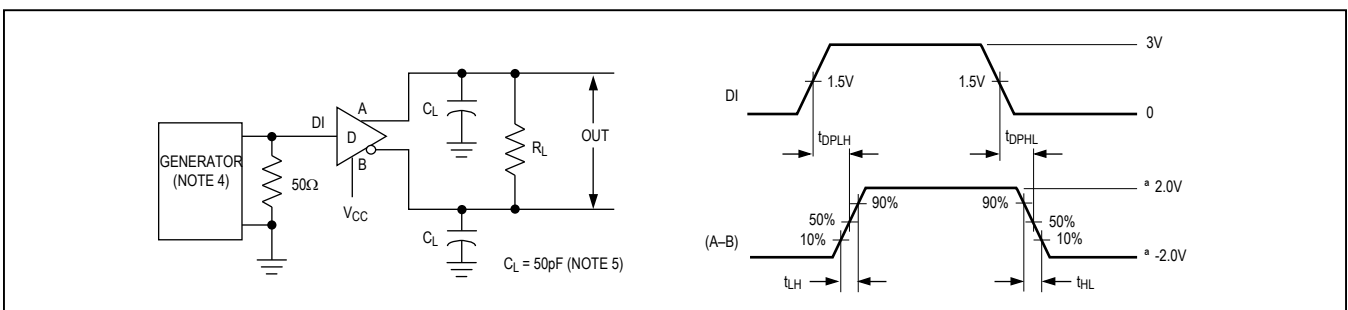 GENERATOR
(NOTE 4)
50Ω
DI
D
A
B
VCC
CL
CL
RL
OUT
CL = 50pF (NOTE 5)
DI
3V
1.5V
1.5V
0
tDPLH
tDPHL
(A–B)
ª 2.0V
90%
90%
50%
50%
10%
10%
ª -2.0V
tLH
tHL